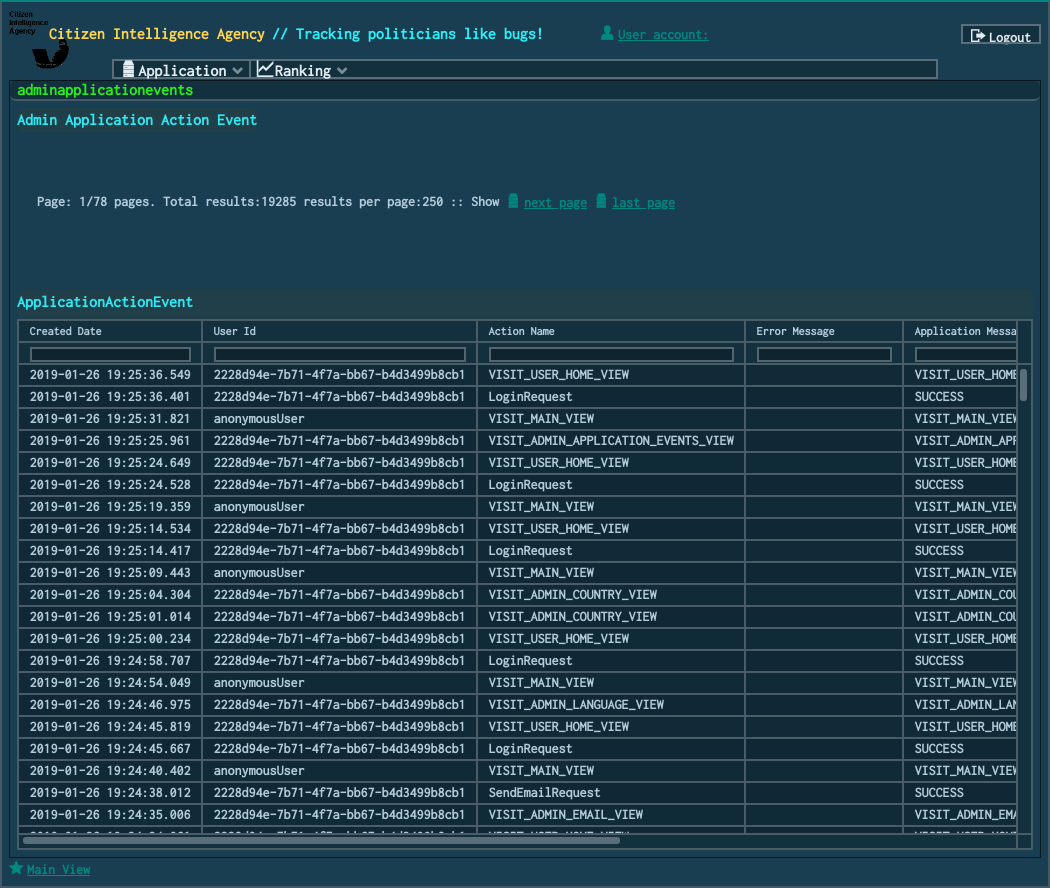 Citizen
Intelligence
Agency
Citizen Intelligence Agency // Tracking politicians like bugs!
User account:
Logout
Application Ranking
adminapplicationevents
Admin Application Action Event
Page: 1/78 pages. Total results:19285 results per page:250 :: Show next page last page
ApplicationActionEvent
Created Date User Id Action Name Error Message Application Messa
2019-01-26 19:25:36.549 2228d94e-7b71-4f7a-bb67-b4d3499b8cb1 VISIT_USER_HOME_VIEW VISIT_USER_HOME
2019-01-26 19:25:36.401 2228d94e-7b71-4f7a-bb67-b4d3499b8cb1 LoginRequest SUCCESS
2019-01-26 19:25:31.821 anonymousUser VISIT_MAIN_VIEW VISIT_MAIN_VIEW
2019-01-26 19:25:25.961 2228d94e-7b71-4f7a-bb67-b4d3499b8cb1 VISIT_ADMIN_APPLICATION_EVENTS_VIEW VISIT_ADMIN_APP
2019-01-26 19:25:24.649 2228d94e-7b71-4f7a-bb67-b4d3499b8cb1 VISIT_USER_HOME_VIEW VISIT_USER_HOME
2019-01-26 19:25:24.528 2228d94e-7b71-4f7a-bb67-b4d3499b8cb1 LoginRequest SUCCESS
2019-01-26 19:25:19.359 anonymousUser VISIT_MAIN_VIEW VISIT_MAIN_VIEW
2019-01-26 19:25:14.534 2228d94e-7b71-4f7a-bb67-b4d3499b8cb1 VISIT_USER_HOME_VIEW VISIT_USER_HOME
2019-01-26 19:25:14.417 2228d94e-7b71-4f7a-bb67-b4d3499b8cb1 LoginRequest SUCCESS
2019-01-26 19:25:09.443 anonymousUser VISIT_MAIN_VIEW VISIT_MAIN_VIEW
2019-01-26 19:25:04.304 2228d94e-7b71-4f7a-bb67-b4d3499b8cb1 VISIT_ADMIN_COUNTRY_VIEW VISIT_ADMIN_COU
2019-01-26 19:25:01.014 2228d94e-7b71-4f7a-bb67-b4d3499b8cb1 VISIT_ADMIN_COUNTRY_VIEW VISIT_ADMIN_COU
2019-01-26 19:25:00.234 2228d94e-7b71-4f7a-bb67-b4d3499b8cb1 VISIT_USER_HOME_VIEW VISIT_USER_HOME
2019-01-26 19:24:58.707 2228d94e-7b71-4f7a-bb67-b4d3499b8cb1 LoginRequest SUCCESS
2019-01-26 19:24:54.049 anonymousUser VISIT_MAIN_VIEW VISIT_MAIN_VIEW
2019-01-26 19:24:46.975 2228d94e-7b71-4f7a-bb67-b4d3499b8cb1 VISIT_ADMIN_LANGUAGE_VIEW VISIT_ADMIN_LAN
2019-01-26 19:24:45.819 2228d94e-7b71-4f7a-bb67-b4d3499b8cb1 VISIT_USER_HOME_VIEW VISIT_USER_HOME
2019-01-26 19:24:45.667 2228d94e-7b71-4f7a-bb67-b4d3499b8cb1 LoginRequest SUCCESS
2019-01-26 19:24:40.402 anonymousUser VISIT_MAIN_VIEW VISIT_MAIN_VIEW
2019-01-26 19:24:38.012 2228d94e-7b71-4f7a-bb67-b4d3499b8cb1 SendEmailRequest SUCCESS
2019-01-26 19:24:35.006 2228d94e-7b71-4f7a-bb67-b4d3499b8cb1 VISIT_ADMIN_EMAIL_VIEW VISIT_ADMIN_EMA
Main View